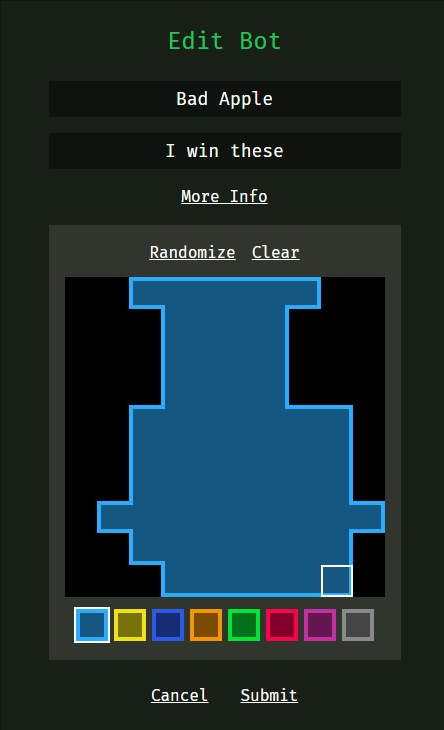 Edit Bot
Bad Apple
I win these
More Info
Randomize Clear
Cancel Submit